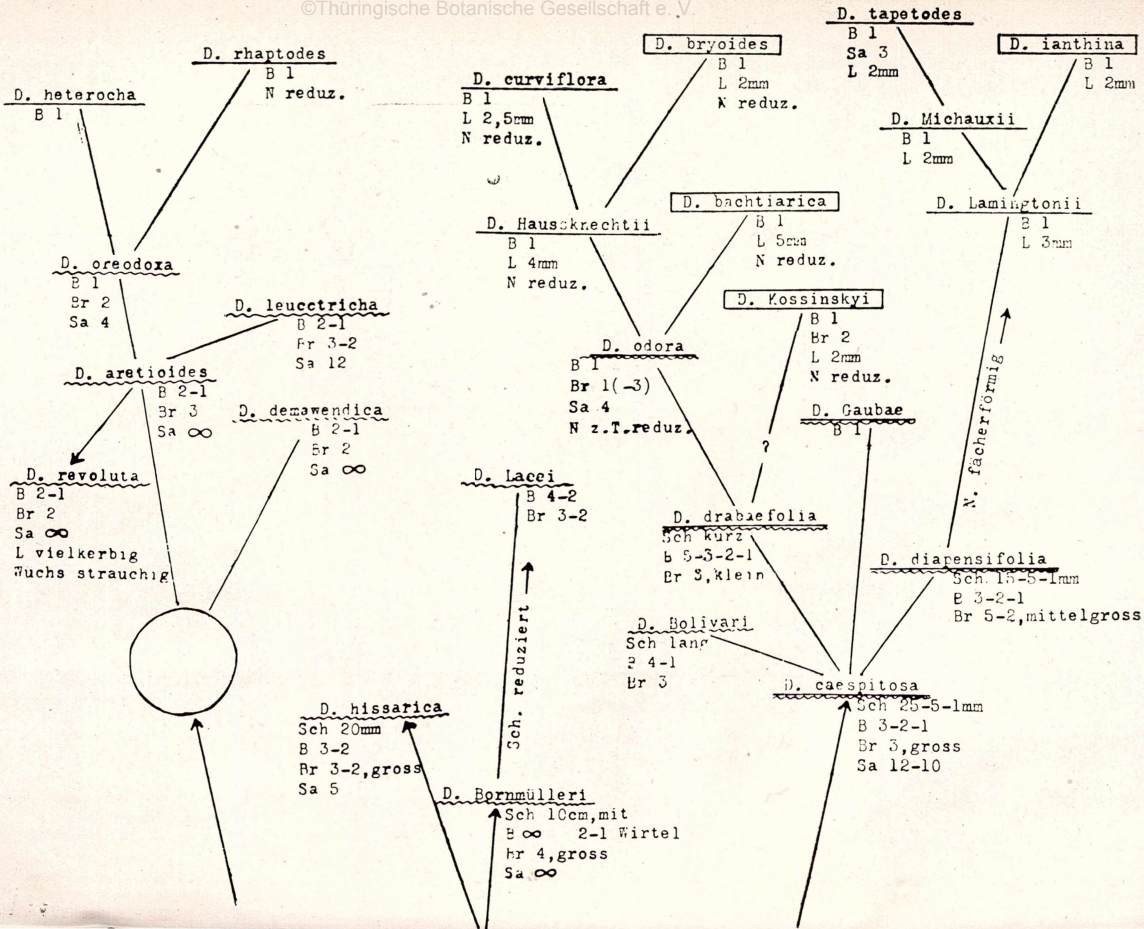 ©Thüringische Botanische Gesellschaft e. V.
D. tapetodes
B 1
Sa 3
L 2mm
D. ianthina
B 1
L 2mm
D. bryoides
B 1
L 2mm
N reduz.
D. rhaptodes
B 1
N reduz.
D. heterocha
B 1
D. curviflora
B 1
L 2,5mm
N reduz.
D. Michauxii
B 1
L 2mm
D. Lamingtonii
B 1
L 3mm
D. bachtiarica
B 1
L 5mm
N reduz.
D. Haussknechtii
B 1
L 4mm
N reduz.
D. oreodoxa
B 1
Br 2
Sa 4
D. leucotricha
B 2-1
Br 3-2
Sa 12
D. Kossinskyi
B 1
Br 2
L 2mm
N reduz.
D. odora
B 1
Br 1(-3)
Sa 4
N z.T.reduz.
D. aretioides
B 2-1
Br 3
Sa ∞
D. demawendica
B 2-1
Br 2
Sa ∞
D. Gaubae
B 1
?
N. fächerförmig
D. revoluta
B 2-1
Br 2
Sa ∞
L vielkerbig
Wuchs strauchig
D. Lacei
B 4-2
Br 3-2
D. drabaefolia
Sch kurz
B 5-3-2-1
Br 3,klein
D. diapensifolia
Sch. 15-5-1mm
B 3-2-1
Br 5-2,mittelgross
D. Bolivari
Sch lang
B 4-1
Br 3
Sch. reduziert
D. caespitosa
Sch 25-5-1mm
B 3-2-1
Br 3,gross
Sa 12-10
D. hissarica
Sch 20mm
B 3-2
Br 3-2,gross
Sa 5
D. Bornmülleri
Sch 10cm,mit
B ∞ 2-1 Wirtel
Br 4,gross
Sa ∞